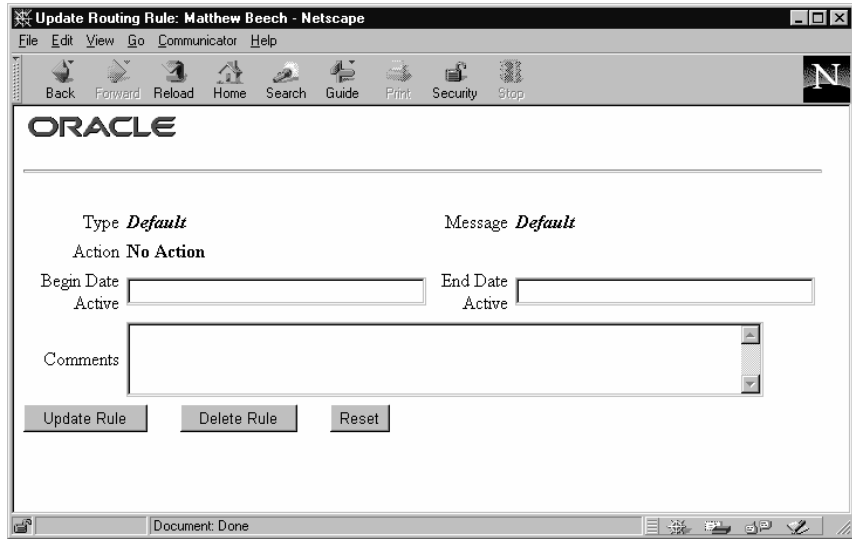 Update Routing Rule: Matthew Beech - Netscape
File Edit View Go Communicator Help
Back Forward Reload Home Search Guide Print Security Stop
N
ORACLE
Type Default Message Default
Action No Action
Begin Date Active End Date Active
Comments
Update Rule Delete Rule Reset
Document: Done